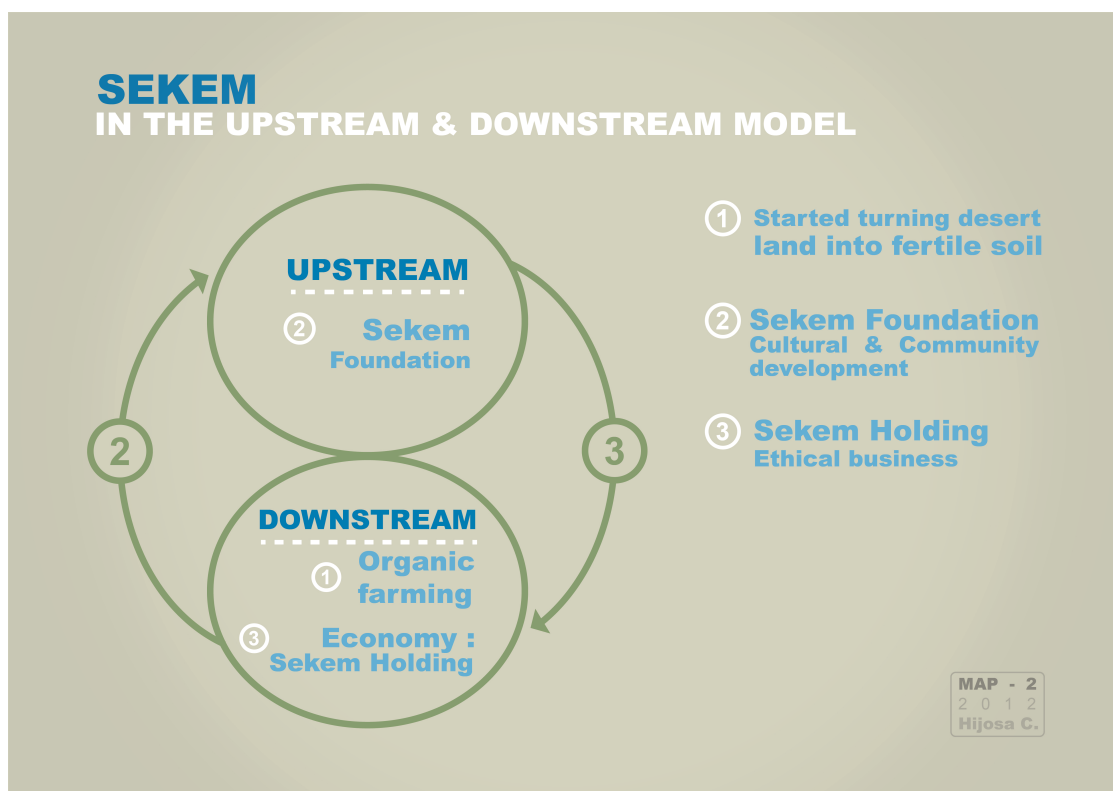 SEKEM
IN THE UPSTREAM & DOWNSTREAM MODEL
UPSTREAM
2 Sekem
Foundation
2
3
DOWNSTREAM
1 Organic
farming
3 Economy :
Sekem Holding
1 Started turning desert
land into fertile soil
2 Sekem Foundation
Cultural & Community
development
3 Sekem Holding
Ethical business
MAP - 2
2 0 1 2
Hijosa C.